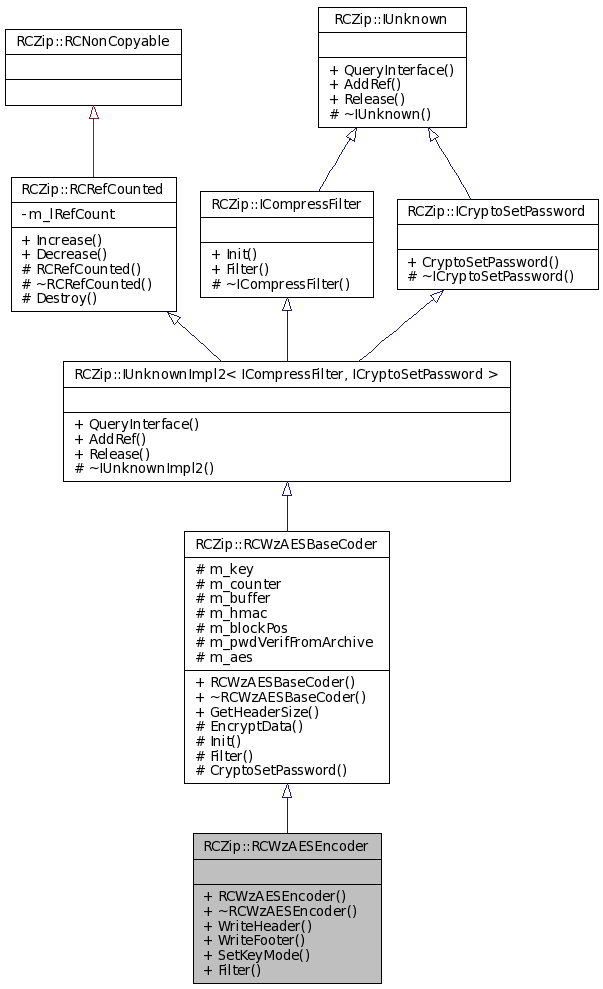 RCZip::IUnknown
+ QueryInterface()
+ AddRef()
+ Release()
# ~IUnknown()
RCZip::RCNonCopyable
RCZip::RCRefCounted
- m_lRefCount
+ Increase()
+ Decrease()
# RCRefCounted()
# ~RCRefCounted()
# Destroy()
RCZip::ICompressFilter
+ Init()
+ Filter()
# ~ICompressFilter()
RCZip::ICryptoSetPassword
+ CryptoSetPassword()
# ~ICryptoSetPassword()
RCZip::IUnknownImpl2< ICompressFilter, ICryptoSetPassword >
+ QueryInterface()
+ AddRef()
+ Release()
# ~IUnknownImpl2()
RCZip::RCWzAESBaseCoder
# m_key
# m_counter
# m_buffer
# m_hmac
# m_blockPos
# m_pwdVerifFromArchive
# m_aes
+ RCWzAESBaseCoder()
+ ~RCWzAESBaseCoder()
+ GetHeaderSize()
# EncryptData()
# Init()
# Filter()
# CryptoSetPassword()
RCZip::RCWzAESEncoder
+ RCWzAESEncoder()
+ ~RCWzAESEncoder()
+ WriteHeader()
+ WriteFooter()
+ SetKeyMode()
+ Filter()